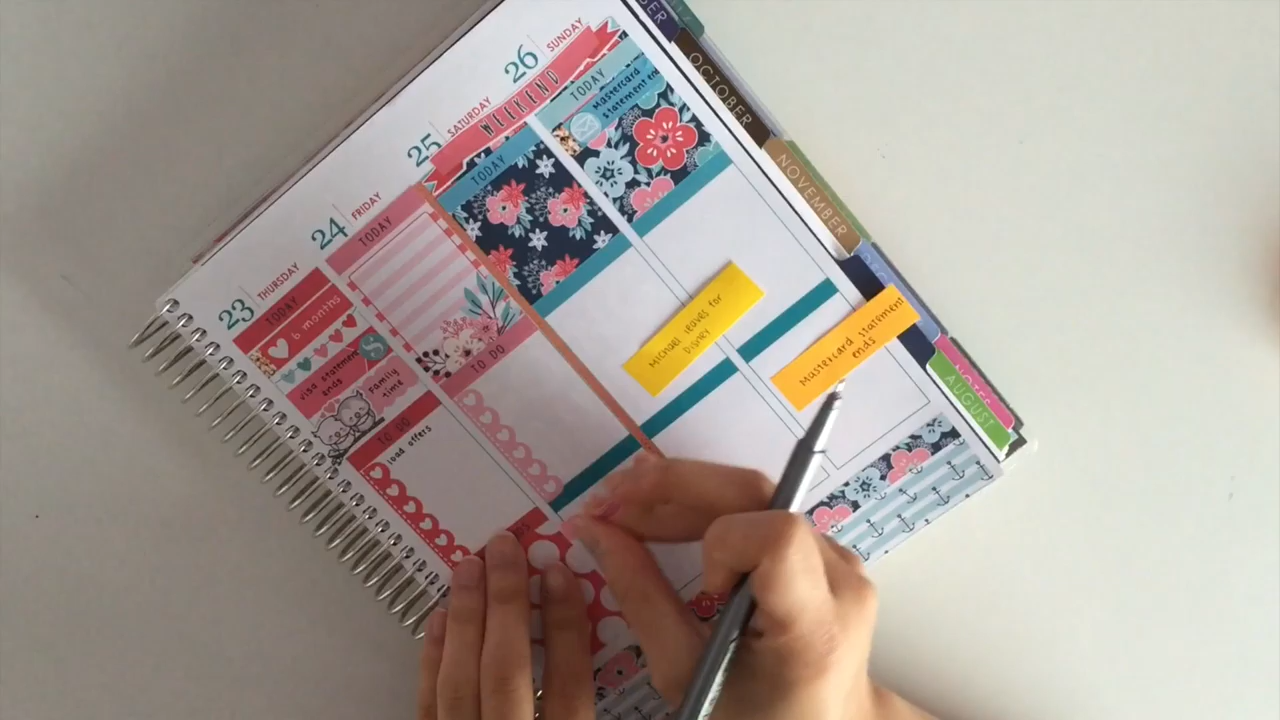 23
THURSDAY
TODAY
6 months
visa statement
ends
Family
time
TO DO
load offers
24
FRIDAY
TODAY
TO DO
25
SATURDAY
WEEKEND
TODAY
Michael leaves for
Disney
26
SUNDAY
TODAY
Mastercard
statement en
Mastercard statement
ends
OCTOBER
NOVEMBER
NOTES
AUGUST